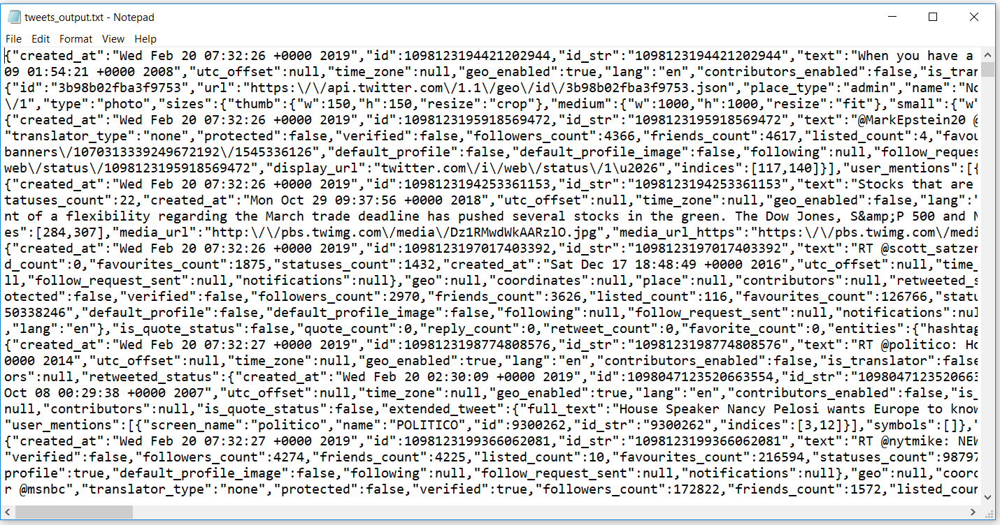 tweets_output.txt - Notepad
File Edit Format View Help
{"created_at":"Wed Feb 20 07:32:26 +0000 2019","id":1098123194421202944,"id_str":"1098123194421202944","text":"When you have a
09 01:54:21 +0000 2008","utc_offset":null,"time_zone":null,"geo_enabled":true,"lang":"en","contributors_enabled":false,"is_tran
{"id":"3b98b02fba3f9753","url":"https:\/\/api.twitter.com\/1.1\/geo\/id\/3b98b02fba3f9753.json","place_type":"admin","name":"No
\/1","type":"photo","sizes":{"thumb":{"w":150,"h":150,"resize":"crop"},"medium":{"w":1000,"h":1000,"resize":"fit"},"small":{"w"
{"created_at":"Wed Feb 20 07:32:26 +0000 2019","id":1098123195918569472,"id_str":"1098123195918569472","text":"@MarkEpstein20 @
"translator_type":"none","protected":false,"verified":false,"followers_count":4366,"friends_count":4617,"listed_count":4,"favou
banners\/1070313339249672192\/1545336126","default_profile":false,"default_profile_image":false,"following":null,"follow_reques
web\/status\/1098123195918569472","display_url":"twitter.com\/i\/web\/status\/1\u2026","indices":[117,140]}],"user_mentions":[{
{"created_at":"Wed Feb 20 07:32:26 +0000 2019","id":1098123194253361153,"id_str":"1098123194253361153","text":"Stocks that are
tatuses_count":22,"created_at":"Mon Oct 29 09:37:56 +0000 2018","utc_offset":null,"time_zone":null,"geo_enabled":false,"lang":"
nt of a flexibility regarding the March trade deadline has pushed several stocks in the green. The Dow Jones, S&amp;P 500 and N
es":[284,307],"media_url":"http:\/\/pbs.twimg.com\/media\/Dz1RMwdWkAARzlO.jpg","media_url_https":"https:\/\/pbs.twimg.com\/medi
{"created_at":"Wed Feb 20 07:32:26 +0000 2019","id":1098123197017403392,"id_str":"1098123197017403392","text":"RT @scott_satzer
d_count":0,"favourites_count":1875,"statuses_count":1432,"created_at":"Sat Dec 17 18:48:49 +0000 2016","utc_offset":null,"time_
ll,"follow_request_sent":null,"notifications":null},"geo":null,"coordinates":null,"place":null,"contributors":null,"retweeted_s
otected":false,"verified":false,"followers_count":2970,"friends_count":3626,"listed_count":116,"favourites_count":126766,"statu
50338246","default_profile":false,"default_profile_image":false,"following":null,"follow_request_sent":null,"notifications":nul
,"lang":"en"},"is_quote_status":false,"quote_count":0,"reply_count":0,"retweet_count":0,"favorite_count":0,"entities":{"hashtag
{"created_at":"Wed Feb 20 07:32:27 +0000 2019","id":1098123198774808576,"id_str":"1098123198774808576","text":"RT @politico: Ho
0000 2014","utc_offset":null,"time_zone":null,"geo_enabled":true,"lang":"en","contributors_enabled":false,"is_translator":false
ors":null,"retweeted_status":{"created_at":"Wed Feb 20 02:30:09 +0000 2019","id":1098047123520663554,"id_str":"1098047123520663
Oct 08 00:29:38 +0000 2007","utc_offset":null,"time_zone":null,"geo_enabled":true,"lang":"en","contributors_enabled":false,"is_
null,"contributors":null,"is_quote_status":false,"extended_tweet":{"full_text":"House Speaker Nancy Pelosi wants Europe to know
"user_mentions":[{"screen_name":"politico","name":"POLITICO","id":9300262,"id_str":"9300262","indices":[3,12]}],"symbols":[]},"
{"created_at":"Wed Feb 20 07:32:27 +0000 2019","id":1098123199366062081,"id_str":"1098123199366062081","text":"RT @nytmike: NEW
"verified":false,"followers_count":4274,"friends_count":4225,"listed_count":10,"favourites_count":216594,"statuses_count":98797
profile":true,"default_profile_image":false,"following":null,"follow_request_sent":null,"notifications":null},"geo":null,"coord
r @msnbc","translator_type":"none","protected":false,"verified":true,"followers_count":172822,"friends_count":1572,"listed_coun